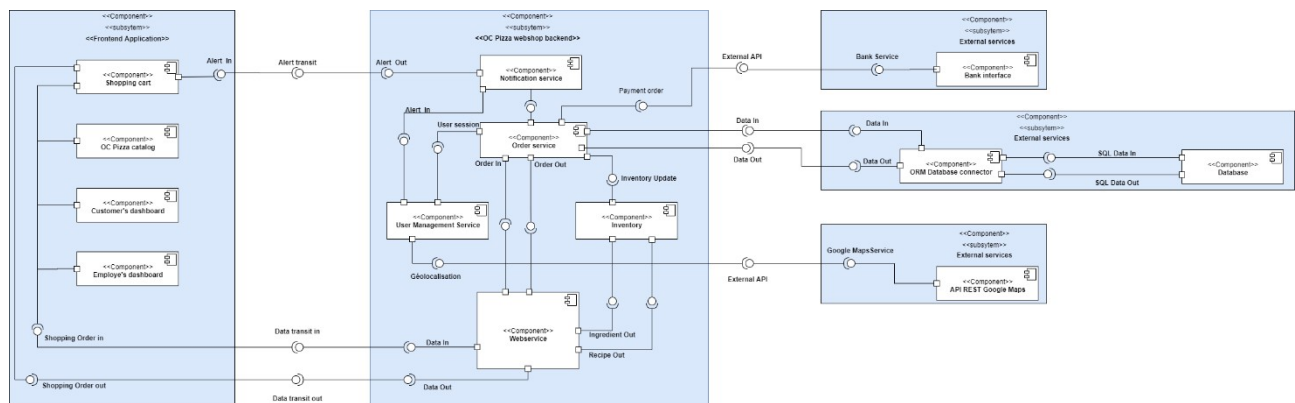 <<Component>>
<<subsytem>>
<<Frontend Application>>
<<Component>>
Shopping cart
<<Component>>
OC Pizza catalog
<<Component>>
Customer's dashboard
<<Component>>
Employe's dashboard
Shopping Order in
Shopping Order out
Alert In
Alert transit
Alert Out
Data transit in
Data transit out
<<Component>>
<<subsytem>>
<<OC Pizza webshop backend>>
<<Component>>
Notification service
Alert In
User session
<<Component>>
Order service
Order In
Order Out
Payment order
Inventory Update
<<Component>>
User Management Service
<<Component>>
Inventory
Géolocalisation
<<Component>>
Webservice
Ingredient Out
Recipe Out
Data In
Data Out
External API
Bank Service
<<Component>>
<<subsytem>>
External services
<<Component>>
Bank interface
Data In
Data Out
<<Component>>
<<subsytem>>
External services
Data In
Data Out
<<Component>>
ORM Database connector
SQL Data In
SQL Data Out
<<Component>>
Database
External API
Google MapsService
<<Component>>
<<subsytem>>
External services
<<Component>>
API REST Google Maps